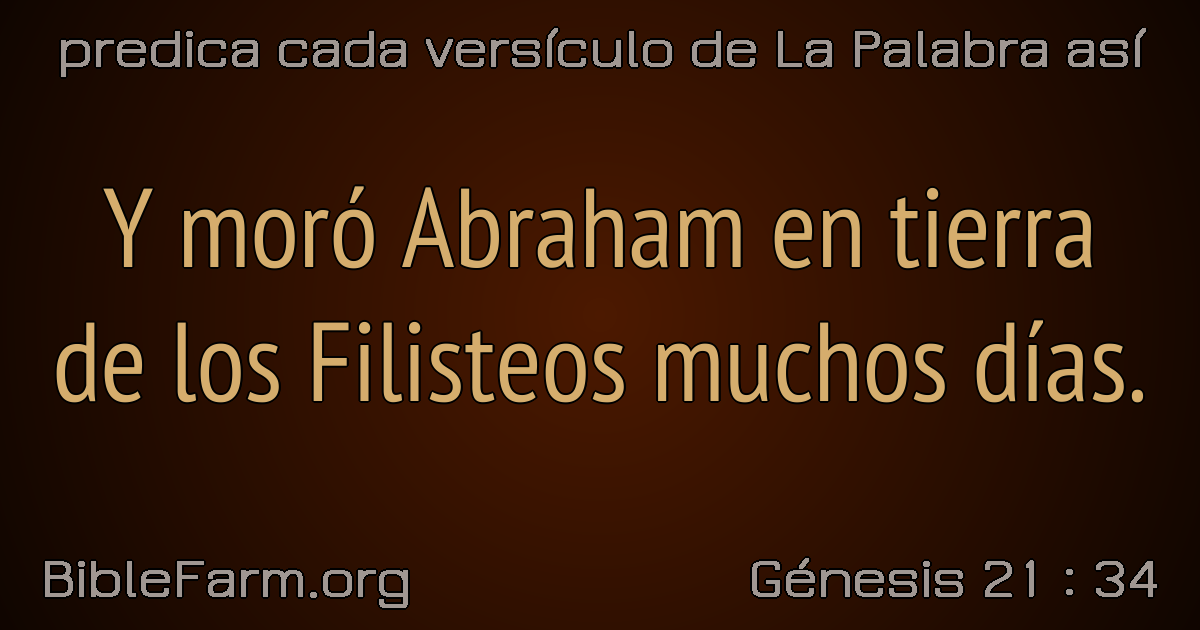 predica cada versículo de La Palabra así
Y moró Abraham en tierra
de los Filisteos muchos días.
BibleFarm.org
Génesis 21 : 34